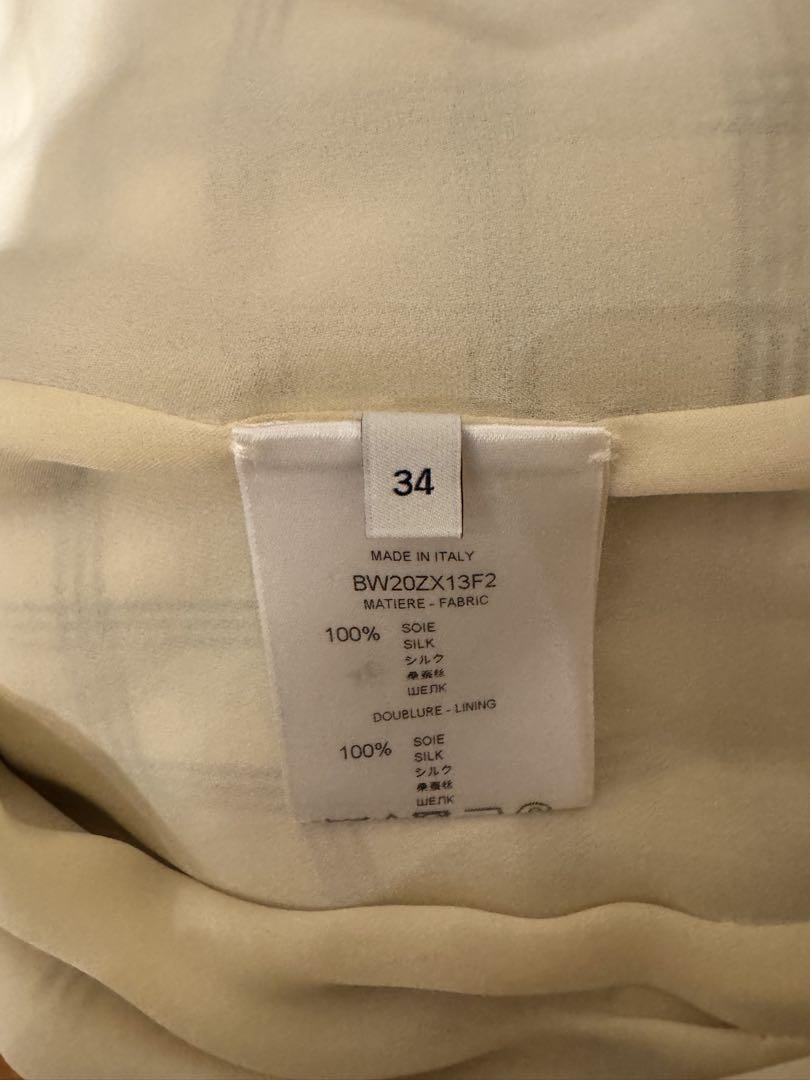 34
MADE IN ITALY
BW20ZX13F2
MATIERE - FABRIC
100% SOIE
SILK
シルク
桑蚕丝
ШЕЛК
DOUBLURE - LINING
100% SOIE
SILK
シルク
桑蚕丝
ШЕЛК